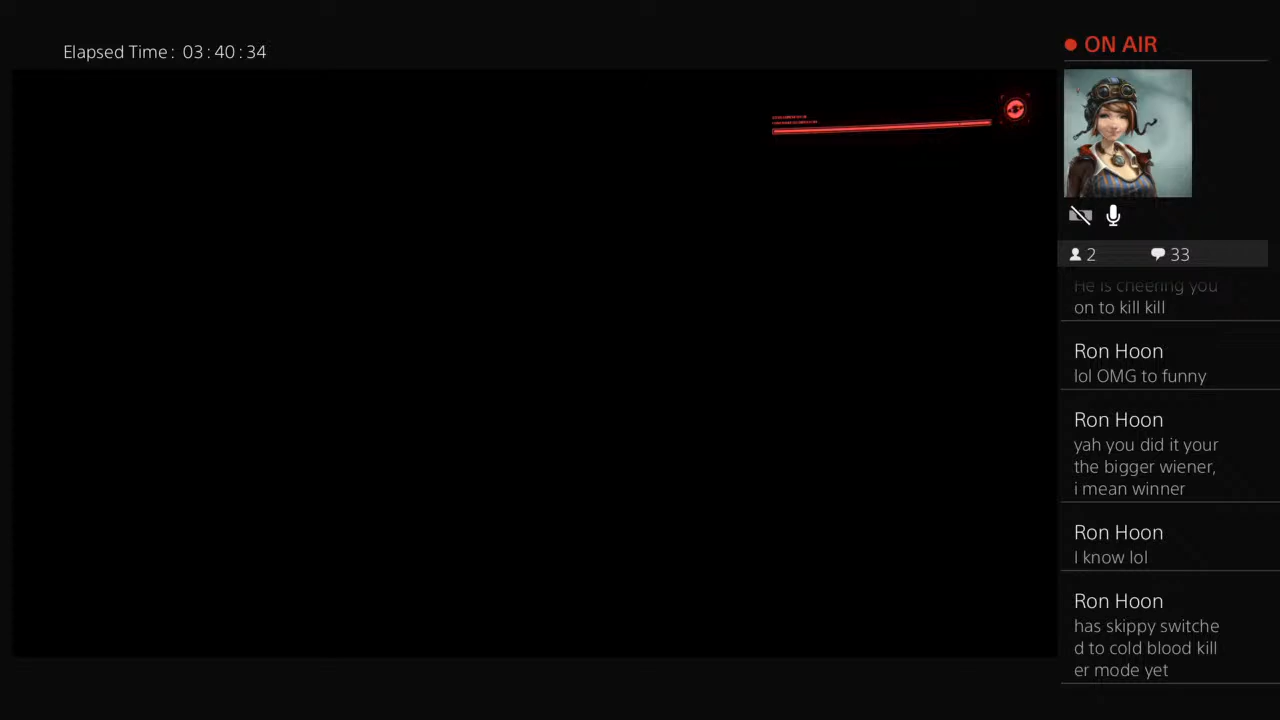 Elapsed Time: 03:40:34
ON AIR
2
33
He is cheering you
on to kill kill
Ron Hoon
lol OMG to funny
Ron Hoon
yah you did it your
the bigger wiener,
i mean winner
Ron Hoon
I know lol
Ron Hoon
has skippy switche
d to cold blood kill
er mode yet